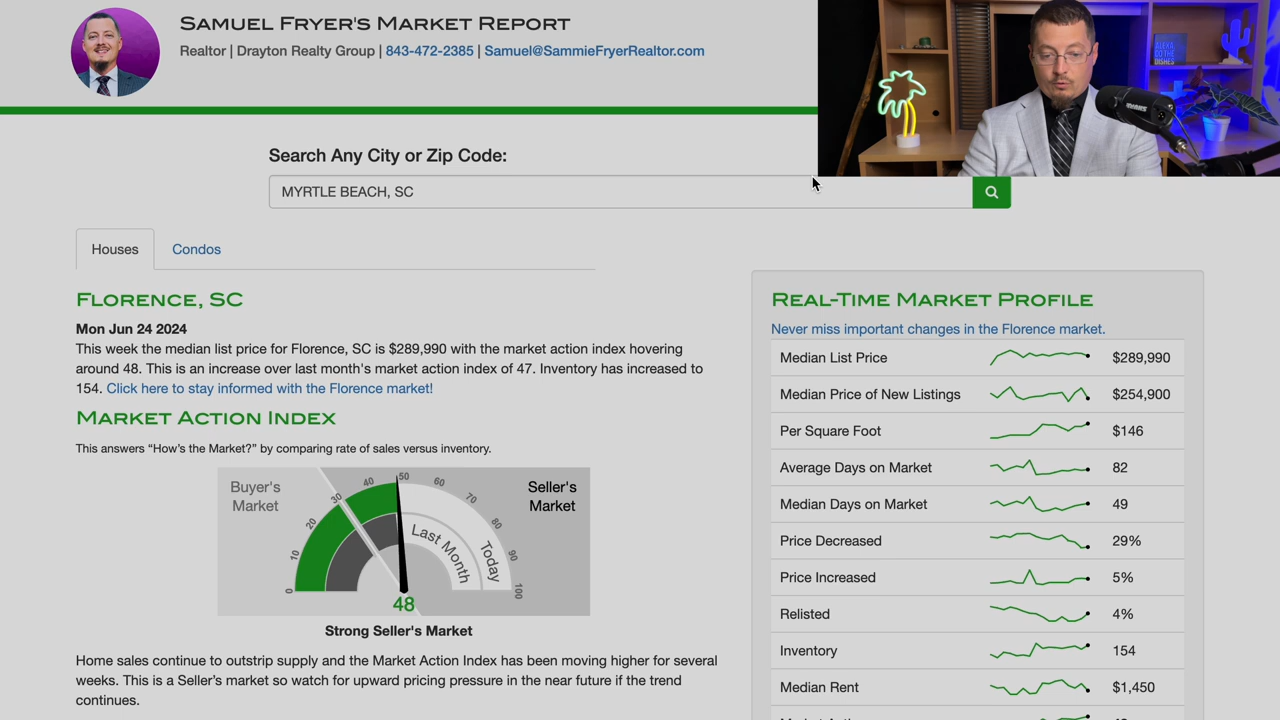 SAMUEL FRYER'S MARKET REPORT
Realtor | Drayton Realty Group | 843-472-2385 | Samuel@SammieFryerRealtor.com
Search Any City or Zip Code:
MYRTLE BEACH, SC
Houses
Condos
FLORENCE, SC
Mon Jun 24 2024
This week the median list price for Florence, SC is $289,990 with the market action index hovering
around 48. This is an increase over last month's market action index of 47. Inventory has increased to
154. Click here to stay informed with the Florence market!
MARKET ACTION INDEX
This answers “How's the Market?” by comparing rate of sales versus inventory.
Buyer's
Market
Seller's
Market
0
10
20
30
40
50
60
70
80
90
100
Last Month
Today
48
Strong Seller's Market
Home sales continue to outstrip supply and the Market Action Index has been moving higher for several
weeks. This is a Seller’s market so watch for upward pricing pressure in the near future if the trend
continues.
REAL-TIME MARKET PROFILE
Never miss important changes in the Florence market.
Median List Price $289,990
Median Price of New Listings $254,900
Per Square Foot $146
Average Days on Market 82
Median Days on Market 49
Price Decreased 29%
Price Increased 5%
Relisted 4%
Inventory 154
Median Rent $1,450